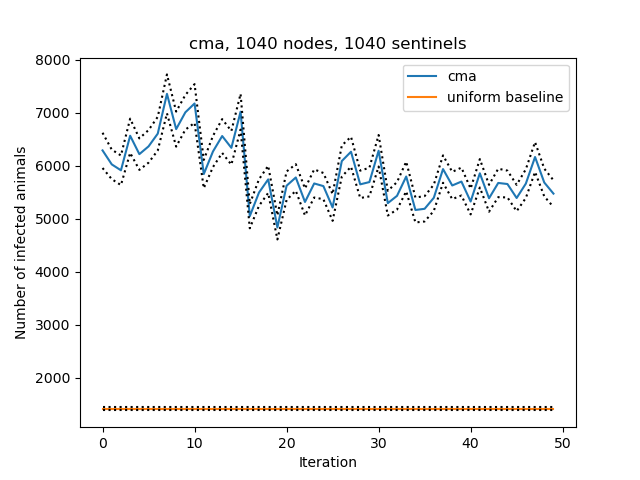 cma, 1040 nodes, 1040 sentinels
8000
7000
6000
5000
4000
3000
2000
Number of infected animals
cma
uniform baseline
0
10
20
30
40
50
Iteration